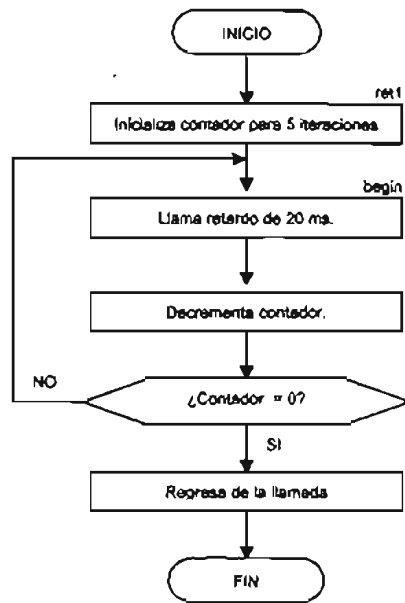 INICIO
ret1
Inicializa contador para 5 iteraciones
begin
Llama retardo de 20 ms.
Decrementa contador.
¿Contador = 0?
NO
SI
Regresa de la llamada
FIN